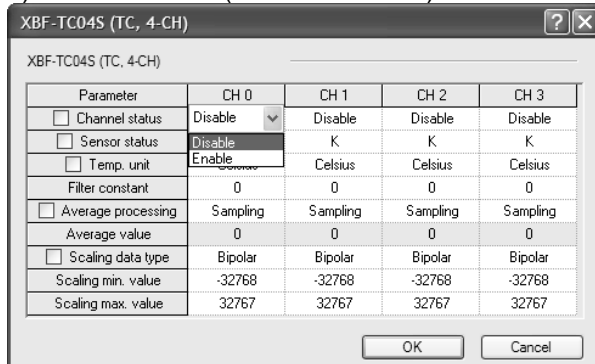 XBF-TC04S (TC, 4-CH)
XBF-TC04S (TC, 4-CH)
Parameter CH 0 CH 1 CH 2 CH 3
Channel status Disable Disable Disable Disable
Disable
Enable
Sensor status K K K
Temp. unit Celsius Celsius Celsius
Filter constant 0 0 0 0
Average processing Sampling Sampling Sampling Sampling
Average value 0 0 0 0
Scaling data type Bipolar Bipolar Bipolar Bipolar
Scaling min. value -32768 -32768 -32768 -32768
Scaling max. value 32767 32767 32767 32767
OK Cancel